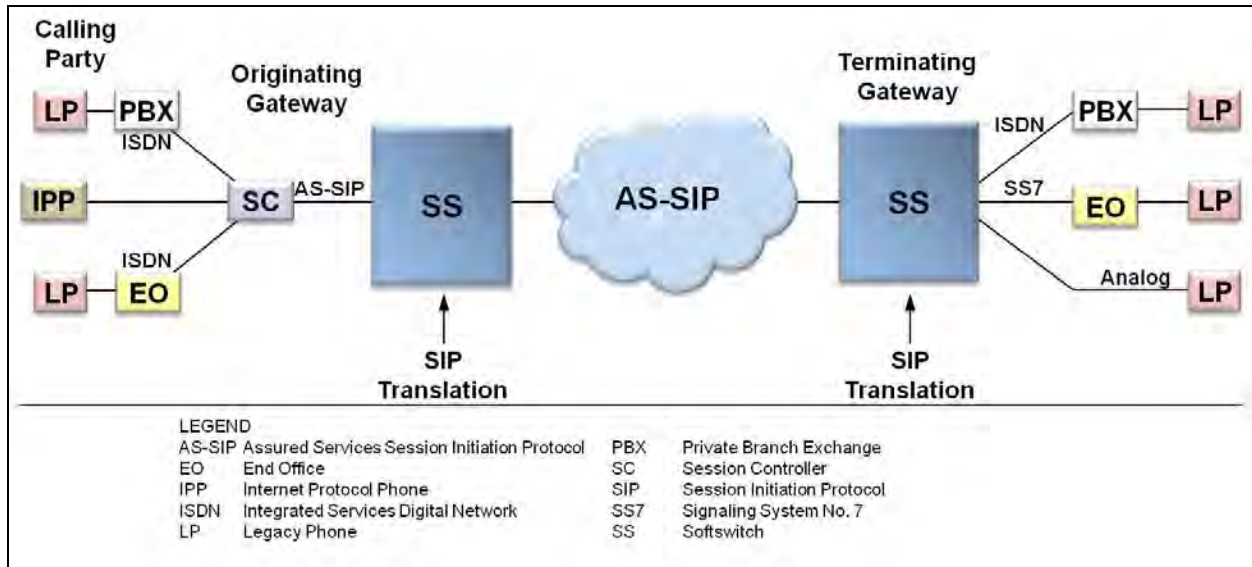 Calling
Party
Originating
Gateway
Terminating
Gateway
LP
PBX
ISDN
IPP
SC
AS-SIP
SS
AS-SIP
SS
ISDN
PBX
LP
SS7
EO
LP
ISDN
LP
EO
Analog
LP
SIP
Translation
SIP
Translation
LEGEND
AS-SIP Assured Services Session Initiation Protocol
EO End Office
IPP Internet Protocol Phone
ISDN Integrated Services Digital Network
LP Legacy Phone
PBX Private Branch Exchange
SC Session Controller
SIP Session Initiation Protocol
SS7 Signaling System No. 7
SS Softswitch